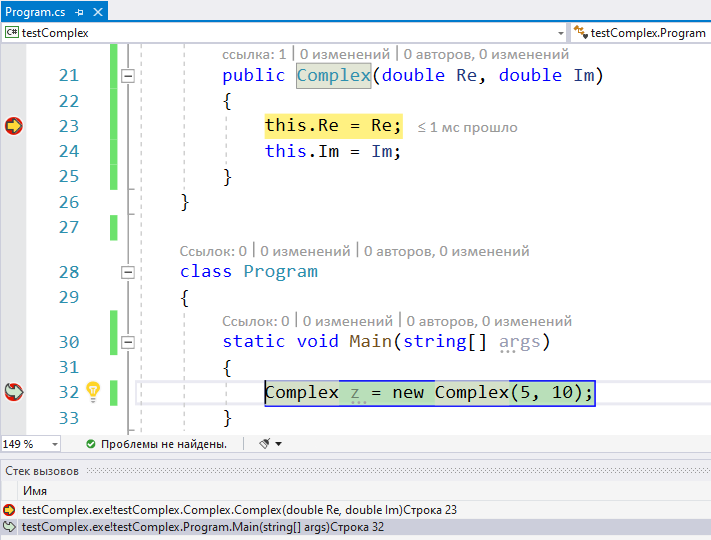 Program.cs
testComplex
testComplex.Program
ссылка: 1 | 0 изменений | 0 авторов, 0 изменений
21 public Complex(double Re, double Im)
22 {
23 this.Re = Re; ≤ 1 мс прошло
24 this.Im = Im;
25 }
26 }
27
Ссылок: 0 | 0 изменений | 0 авторов, 0 изменений
28 class Program
29 {
Ссылок: 0 | 0 изменений | 0 авторов, 0 изменений
30 static void Main(string[] args)
31 {
32 Complex z = new Complex(5, 10);
33 }
149 % Проблемы не найдены.
Стек вызовов
Имя
testComplex.exe!testComplex.Complex.Complex(double Re, double Im)Строка 23
testComplex.exe!testComplex.Program.Main(string[] args)Строка 32